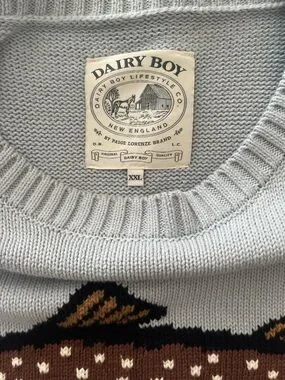 DAIRY BOY
DAIRY BOY LIFESTYLE CO.
NEW ENGLAND
BY PAIGE LORENZE BRAND
D.B.
L.C.
ORIGINAL
DAIRY BOY
QUALITY
XXL